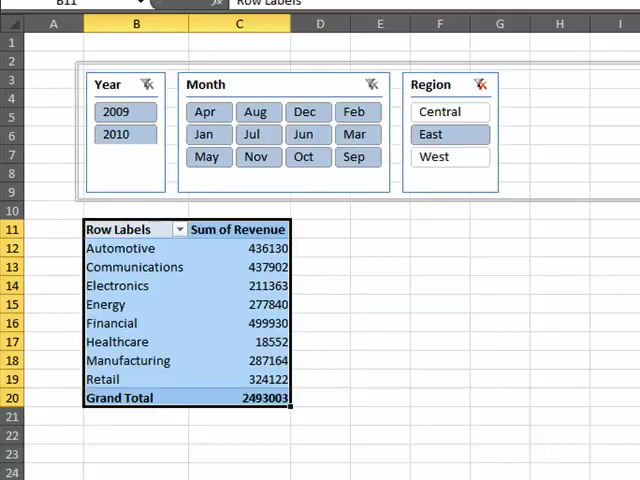 B11 Row Labels
A B C D E F G H I
1
2
3 Year Month Region
4
5 2009 Apr Aug Dec Feb Central
6 2010 Jan Jul Jun Mar East
7 May Nov Oct Sep West
8
9
10
11 Row Labels Sum of Revenue
12 Automotive 436130
13 Communications 437902
14 Electronics 211363
15 Energy 277840
16 Financial 499930
17 Healthcare 18552
18 Manufacturing 287164
19 Retail 324122
20 Grand Total 2493003
21
22
23
24